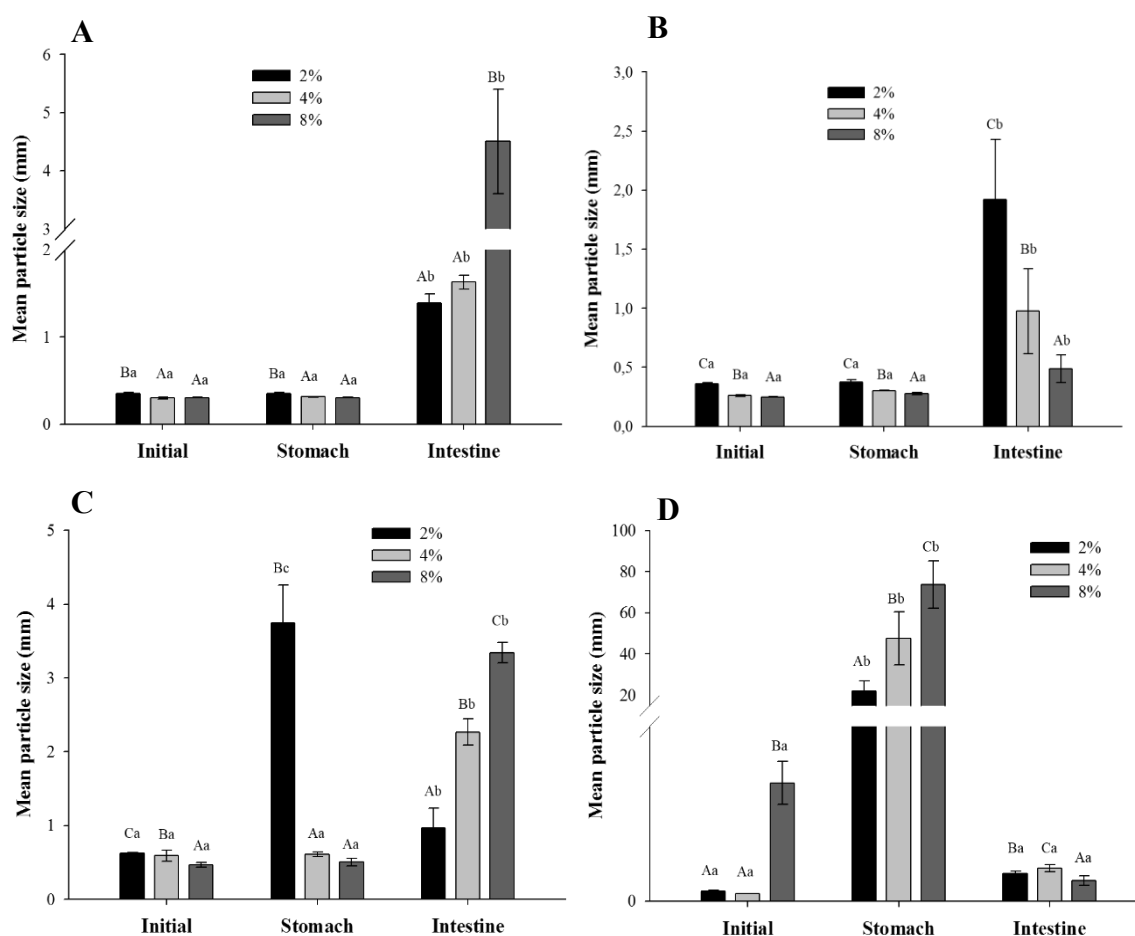 A
Mean particle size (mm)
6
5
4
3
2
1
0
2%
4%
8%
Ba
Aa
Aa
Ba
Aa
Aa
Ab
Ab
Bb
Initial
Stomach
Intestine
B
Mean particle size (mm)
3,0
2,5
2,0
1,5
1,0
0,5
0,0
2%
4%
8%
Ca
Ba
Aa
Ca
Ba
Aa
Cb
Bb
Ab
Initial
Stomach
Intestine
C
Mean particle size (mm)
5
4
3
2
1
0
2%
4%
8%
Ca
Ba
Aa
Bc
Aa
Aa
Ab
Bb
Cb
Initial
Stomach
Intestine
D
Mean particle size (mm)
100
80
60
40
20
0
2%
4%
8%
Aa
Aa
Ba
Ab
Bb
Cb
Ba
Ca
Aa
Initial
Stomach
Intestine